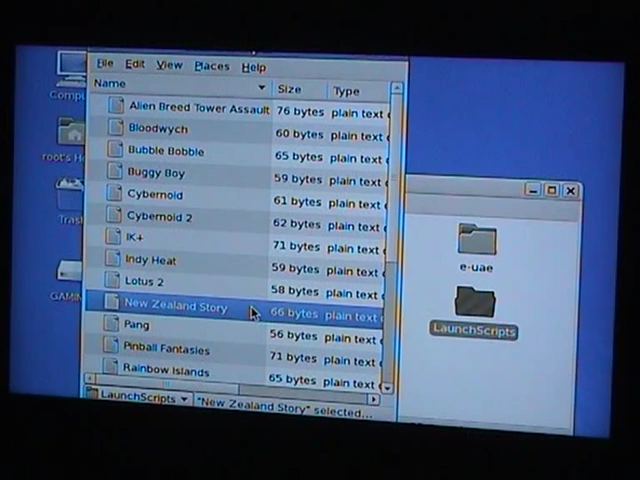 File Edit View Places Help
Name Size Type
Alien Breed Tower Assault 76 bytes plain text
Bloodwych 60 bytes plain text
Bubble Bobble 65 bytes plain text
Buggy Boy 59 bytes plain text
Cybernoid 61 bytes plain text
Cybernoid 2 62 bytes plain text
IK+ 71 bytes plain text
Indy Heat 59 bytes plain text
Lotus 2 58 bytes plain text
New Zealand Story 66 bytes plain text
Pang 56 bytes plain text
Pinball Fantasies 71 bytes plain text
Rainbow Islands 65 bytes plain text
LaunchScripts "New Zealand Story" selected...
Compu
root's H
Tras
GAMIN
e-uae
LaunchScripts